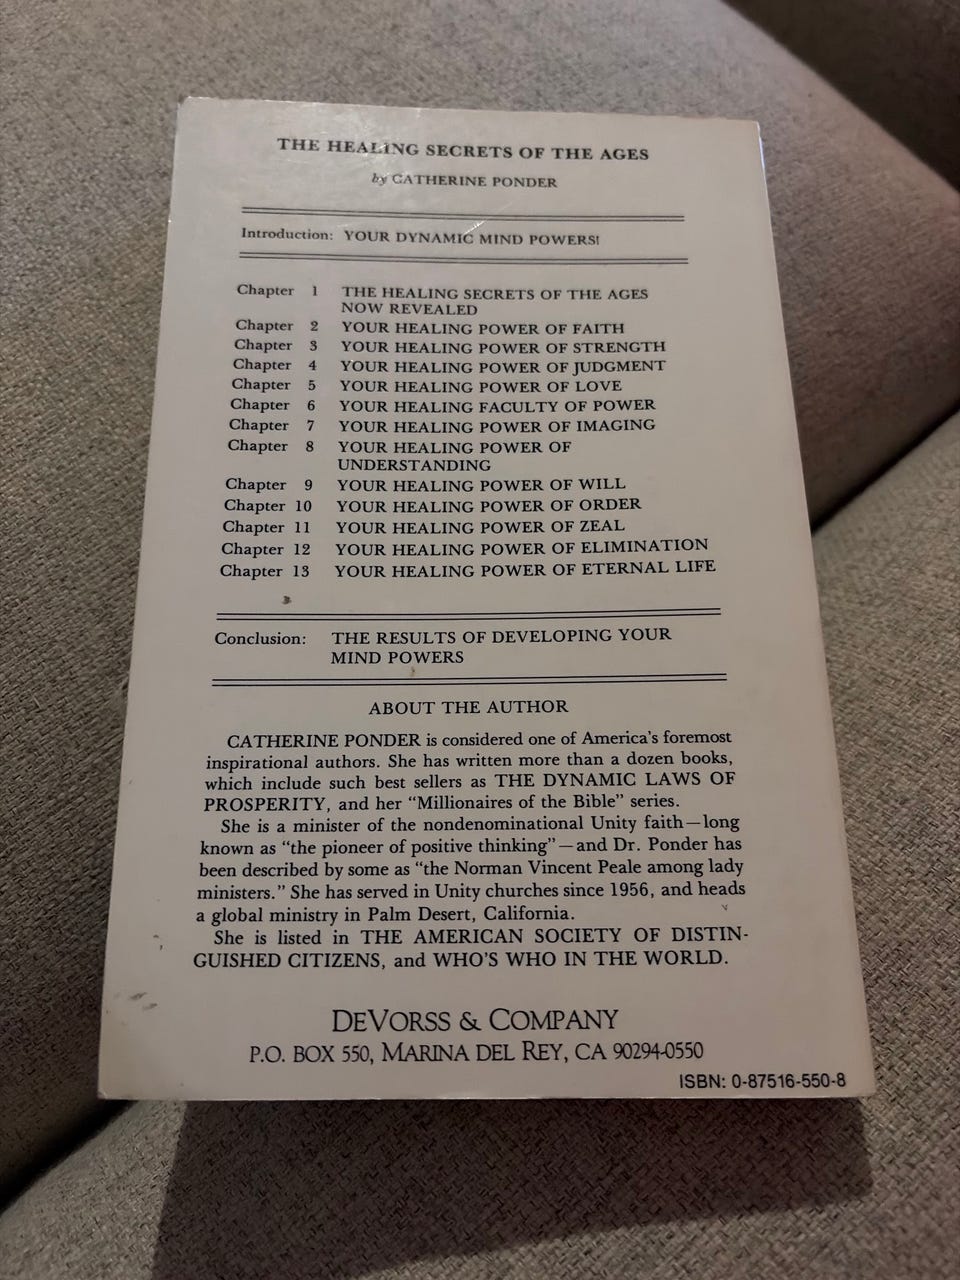 THE HEALING SECRETS OF THE AGES
by CATHERINE PONDER
Introduction: YOUR DYNAMIC MIND POWERS!
Chapter 1 THE HEALING SECRETS OF THE AGES
NOW REVEALED
Chapter 2 YOUR HEALING POWER OF FAITH
Chapter 3 YOUR HEALING POWER OF STRENGTH
Chapter 4 YOUR HEALING POWER OF JUDGMENT
Chapter 5 YOUR HEALING POWER OF LOVE
Chapter 6 YOUR HEALING FACULTY OF POWER
Chapter 7 YOUR HEALING POWER OF IMAGING
Chapter 8 YOUR HEALING POWER OF
UNDERSTANDING
Chapter 9 YOUR HEALING POWER OF WILL
Chapter 10 YOUR HEALING POWER OF ORDER
Chapter 11 YOUR HEALING POWER OF ZEAL
Chapter 12 YOUR HEALING POWER OF ELIMINATION
Chapter 13 YOUR HEALING POWER OF ETERNAL LIFE
Conclusion: THE RESULTS OF DEVELOPING YOUR
MIND POWERS
ABOUT THE AUTHOR
CATHERINE PONDER is considered one of America's foremost
inspirational authors. She has written more than a dozen books,
which include such best sellers as THE DYNAMIC LAWS OF
PROSPERITY, and her "Millionaires of the Bible" series.
She is a minister of the nondenominational Unity faith—long
known as "the pioneer of positive thinking"—and Dr. Ponder has
been described by some as "the Norman Vincent Peale among lady
ministers." She has served in Unity churches since 1956, and heads
a global ministry in Palm Desert, California.
She is listed in THE AMERICAN SOCIETY OF DISTIN-
GUISHED CITIZENS, and WHO'S WHO IN THE WORLD.
DEVORSS & COMPANY
P.O. BOX 550, MARINA DEL REY, CA 90294-0550
ISBN: 0-87516-550-8